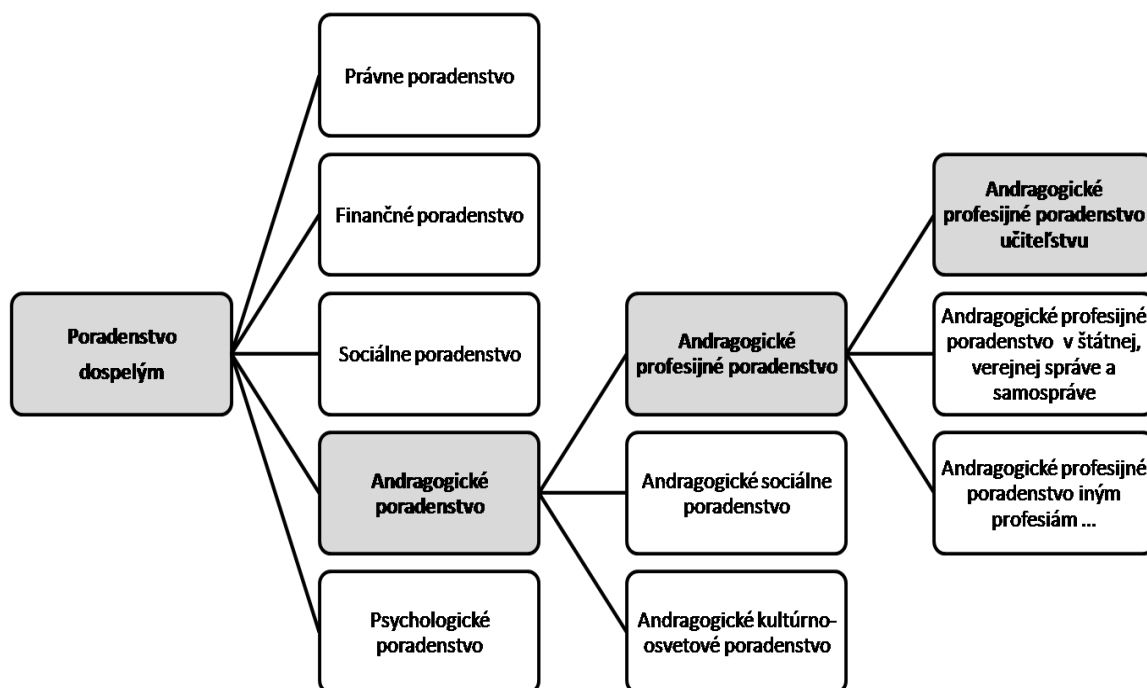 Poradenstvo
dospelým
Právne poradenstvo
Finančné poradenstvo
Sociálne poradenstvo
Andragogické
poradenstvo
Psychologické
poradenstvo
Andragogické
profesijné poradenstvo
Andragogické sociálne
poradenstvo
Andragogické kultúrno-
osvetové poradenstvo
Andragogické
profesijné poradenstvo
učiteľstvu
Andragogické profesijné
poradenstvo v štátnej,
verejnej správe a
samospráve
Andragogické profesijné
poradenstvo iným
profesiám ...